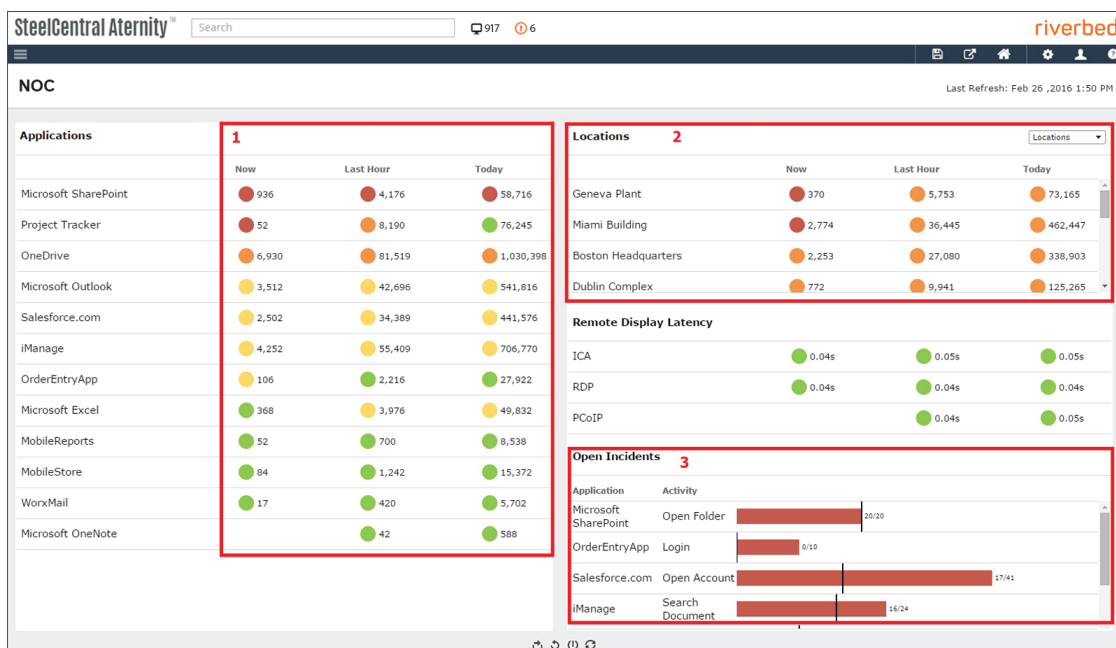 SteelCentral Aternity™ Search 917 6 riverbed
NOC
Last Refresh: Feb 26 ,2016 1:50 PM
Applications 1
Now Last Hour Today
Microsoft SharePoint 936 4,176 58,716
Project Tracker 52 8,190 76,245
OneDrive 6,930 81,519 1,030,398
Microsoft Outlook 3,512 42,696 541,816
Salesforce.com 2,502 34,389 441,576
iManage 4,252 55,409 706,770
OrderEntryApp 106 2,216 27,922
Microsoft Excel 368 3,976 49,832
MobileReports 52 700 8,538
MobileStore 84 1,242 15,372
WorxMail 17 420 5,702
Microsoft OneNote 42 588
Locations 2 Locations
Now Last Hour Today
Geneva Plant 370 5,753 73,165
Miami Building 2,774 36,445 462,447
Boston Headquarters 2,253 27,080 338,903
Dublin Complex 772 9,941 125,265
Remote Display Latency
ICA 0.04s 0.05s 0.05s
RDP 0.04s 0.04s 0.04s
PCoIP 0.04s 0.05s
Open Incidents 3
Application Activity
Microsoft
SharePoint Open Folder 20/20
OrderEntryApp Login 0/10
Salesforce.com Open Account 17/41
iManage Search
Document 16/24